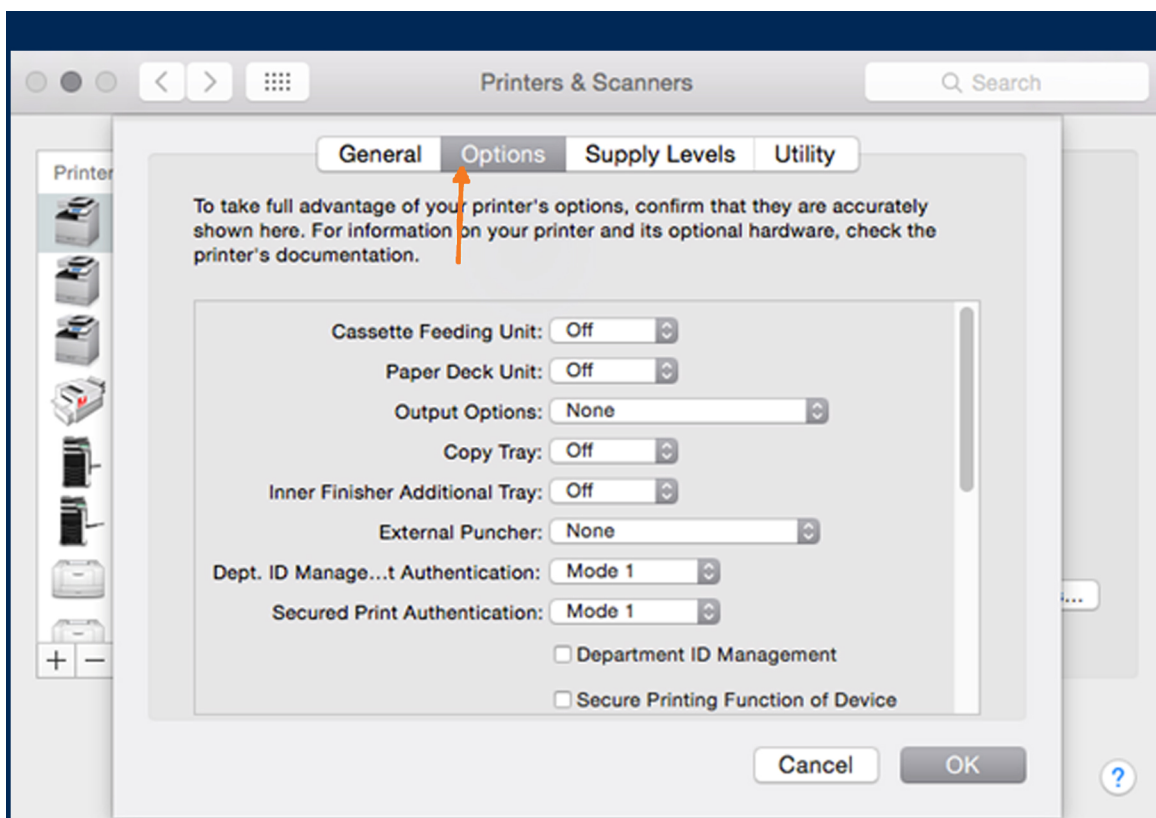 Printers & Scanners
Search
General Options Supply Levels Utility
Printer
To take full advantage of your printer's options, confirm that they are accurately
shown here. For information on your printer and its optional hardware, check the
printer's documentation.
Cassette Feeding Unit: Off
Paper Deck Unit: Off
Output Options: None
Copy Tray: Off
Inner Finisher Additional Tray: Off
External Puncher: None
Dept. ID Manage...t Authentication: Mode 1
Secured Print Authentication: Mode 1
Department ID Management
Secure Printing Function of Device
+ −
Cancel OK
?